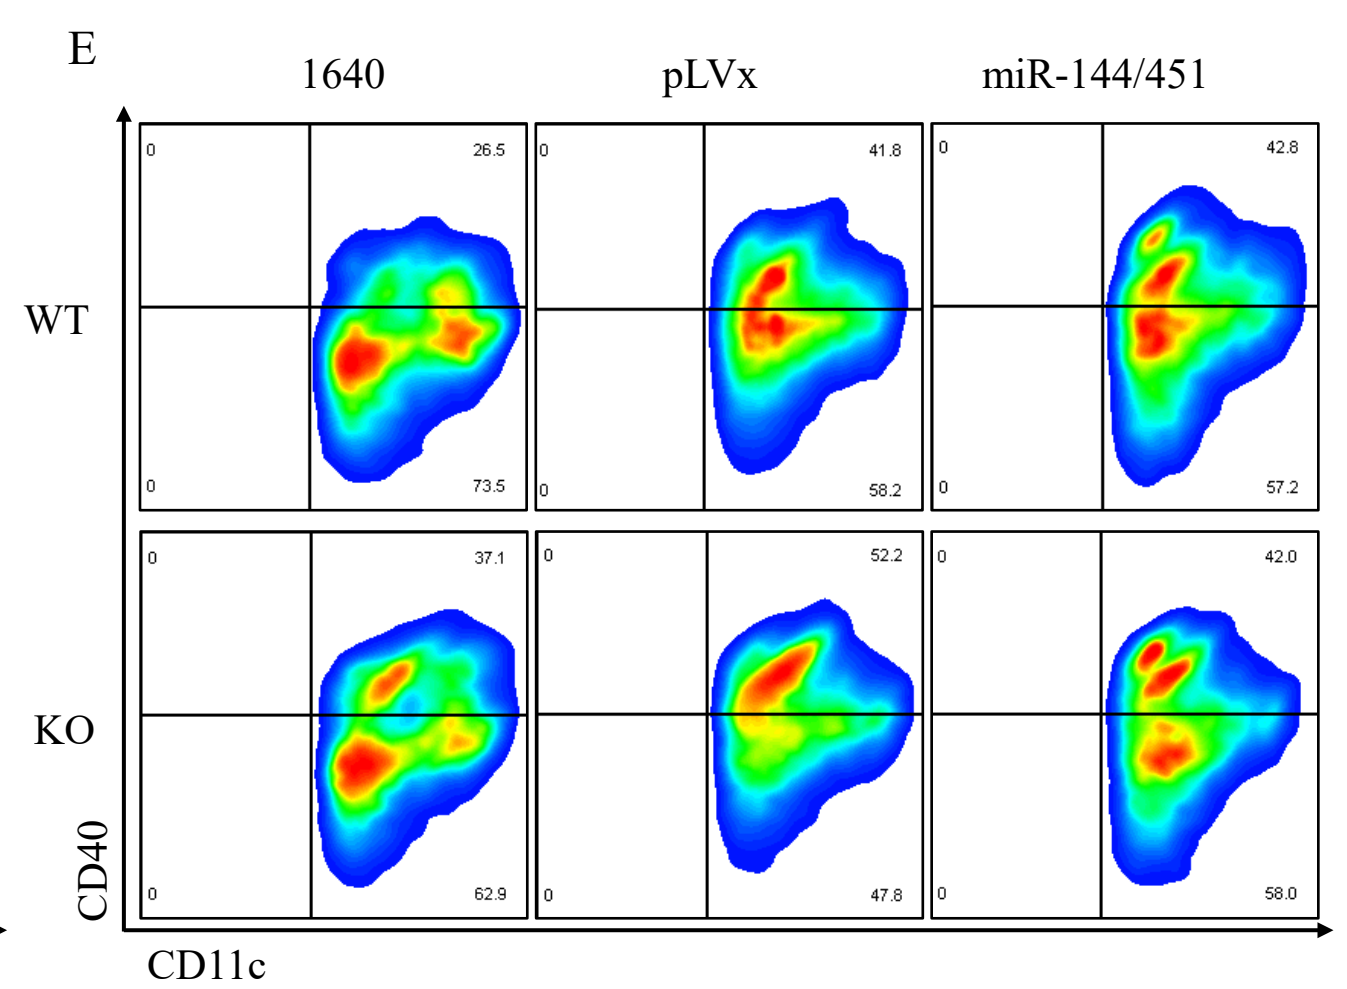 E
1640 pLVx miR-144/451
0 26.5 0 41.8 0 42.8
WT
0 73.5 0 58.2 0 57.2
0 37.1 0 52.2 0 42.0
KO
CD40
0 62.9 0 47.8 0 58.0
CD11c